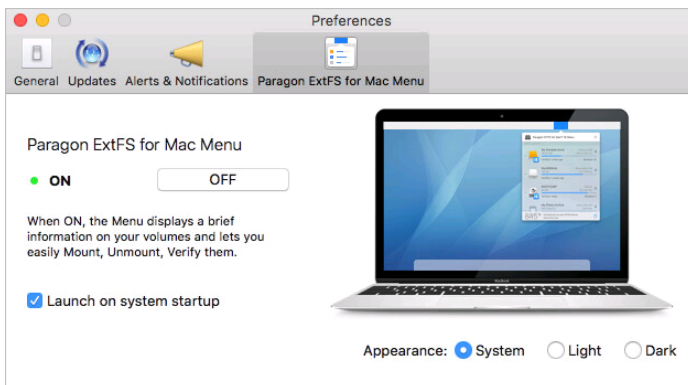 Preferences
General Updates Alerts & Notifications Paragon ExtFS for Mac Menu
Paragon ExtFS for Mac Menu
ON OFF
When ON, the Menu displays a brief
information on your volumes and lets you
easily Mount, Unmount, Verify them.
Launch on system startup
MacBook
Appearance: System Light Dark